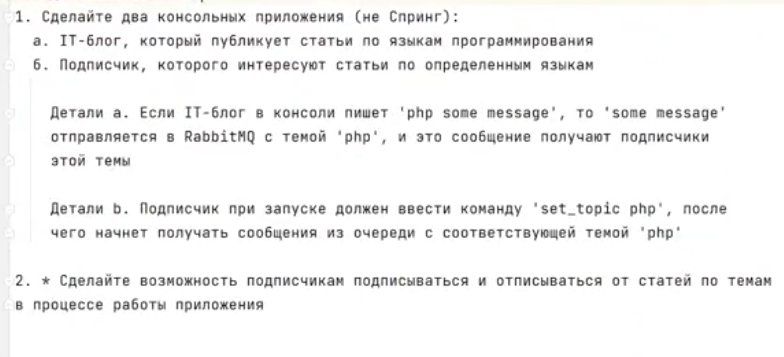 1. Сделайте два консольных приложения (не Спринг):
а. IT-блог, который публикует статьи по языкам программирования
б. Подписчик, которого интересуют статьи по определенным языкам
Детали a. Если IT-блог в консоли пишет 'php some message', то 'some message'
отправляется в RabbitMQ с темой 'php', и это сообщение получают подписчики
этой темы
Детали b. Подписчик при запуске должен ввести команду 'set_topic php', после
чего начнет получать сообщения из очереди с соответствующей темой 'php'
2. * Сделайте возможность подписчикам подписываться и отписываться от статей по темам
в процессе работы приложения